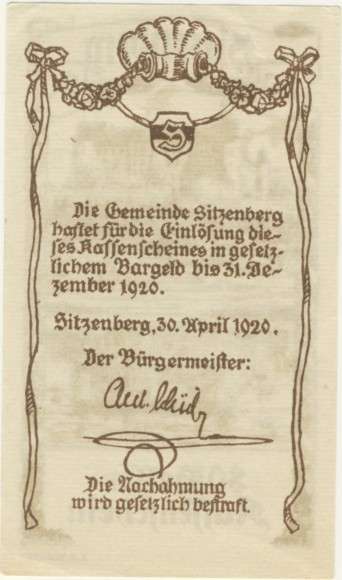 S
Die Gemeinde Sitzenberg
haftet für die Einlösung die=
ses Kassenscheines in gesetz=
lichem Bargeld bis 31. De=
zember 1920.
Sitzenberg, 30. April 1920.
Der Bürgermeister:
Die Nachahmung
wird gesetzlich bestraft.